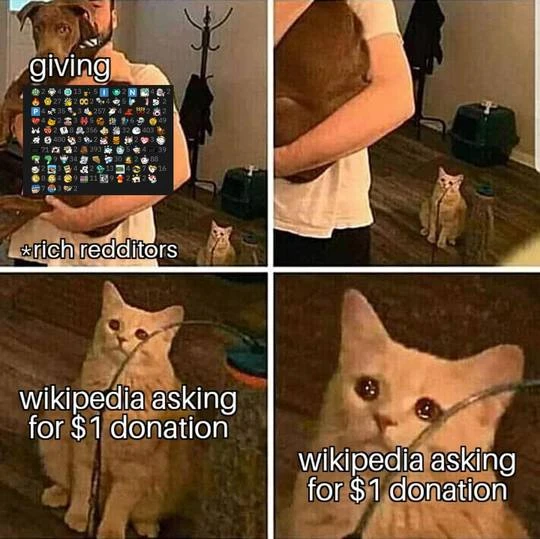 giving
*rich redditors
wikipedia asking
for $1 donation
wikipedia asking
for $1 donation